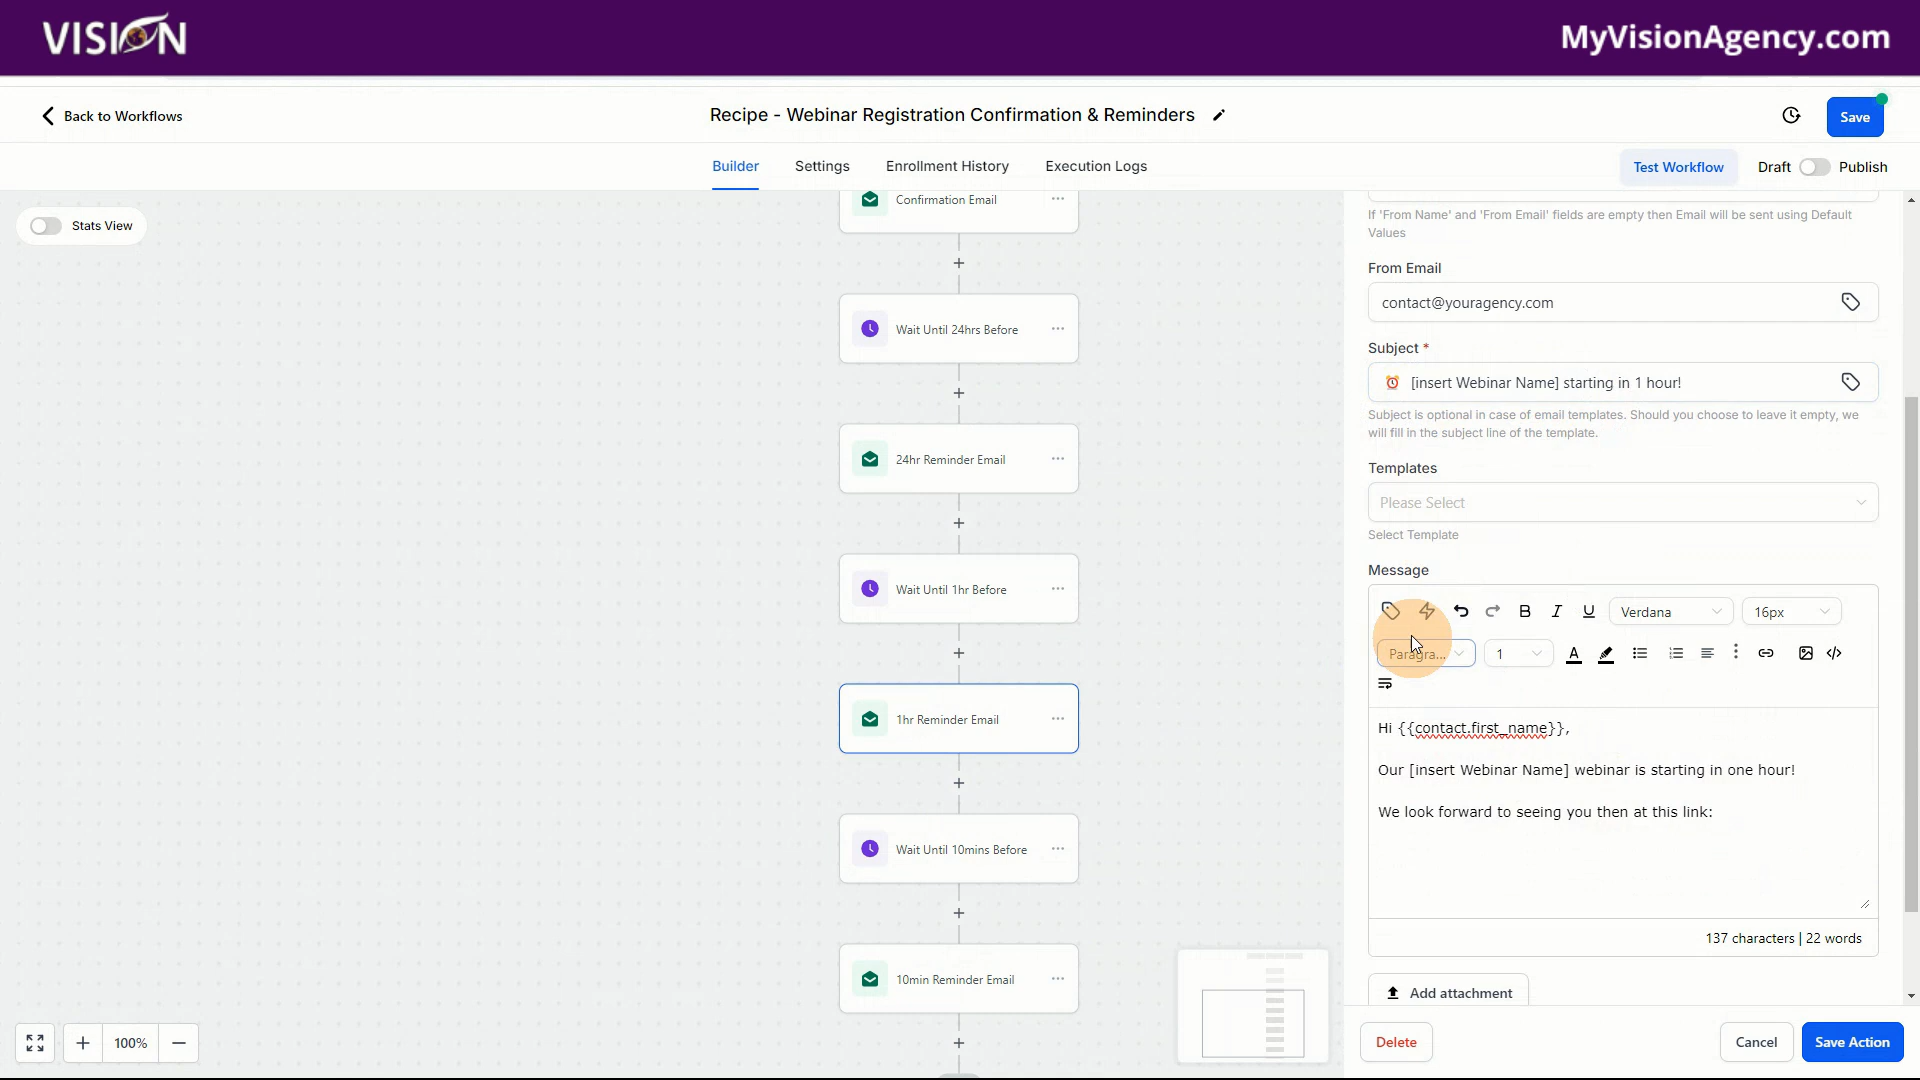 VISION
MyVisionAgency.com
Back to Workflows
Recipe - Webinar Registration Confirmation & Reminders
Save
Builder
Settings
Enrollment History
Execution Logs
Test Workflow
Draft
Publish
Stats View
Confirmation Email
Wait Until 24hrs Before
24hr Reminder Email
Wait Until 1hr Before
1hr Reminder Email
Wait Until 10mins Before
10min Reminder Email
100%
If 'From Name' and 'From Email' fields are empty then Email will be sent using Default
Values
From Email
contact@youragency.com
Subject *
⏰ [insert Webinar Name] starting in 1 hour!
Subject is optional in case of email templates. Should you choose to leave it empty, we
will fill in the subject line of the template.
Templates
Please Select
Select Template
Message
B I U Verdana 16px
Paragra... 1 A
Hi {{contact.first_name}},
Our [insert Webinar Name] webinar is starting in one hour!
We look forward to seeing you then at this link:
137 characters | 22 words
Add attachment
Delete
Cancel
Save Action